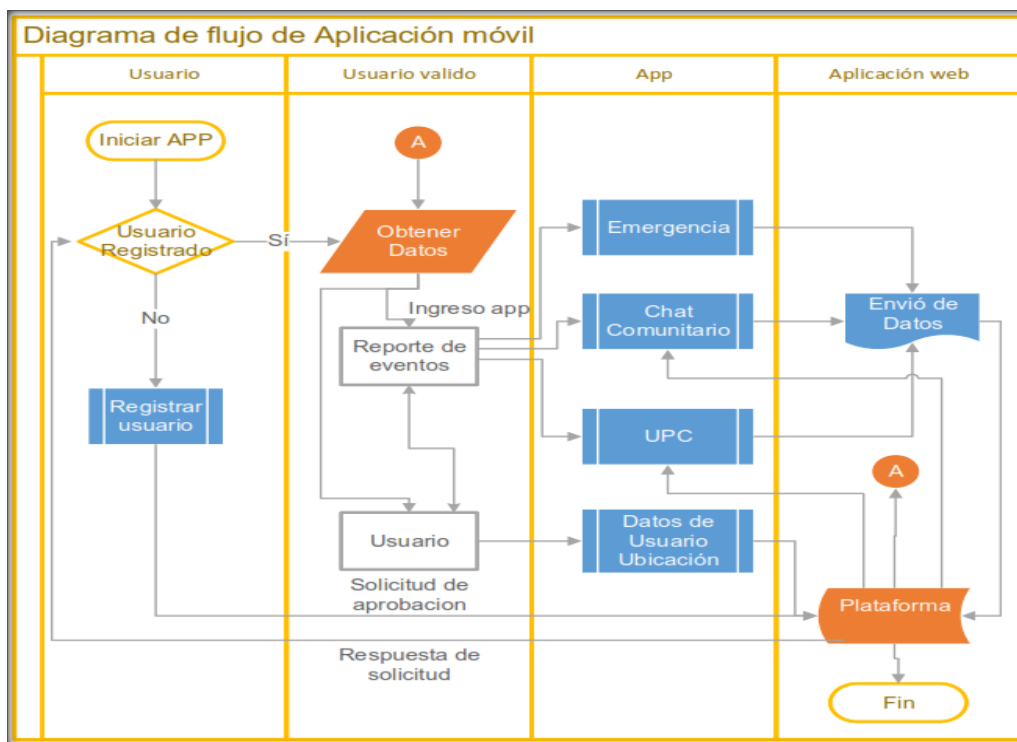 Diagrama de flujo de Aplicación móvil
Usuario
Usuario valido
App
Aplicación web
Iniciar APP
A
Usuario
Registrado
Sí
Obtener
Datos
Emergencia
Ingreso app
Chat
Comunitario
Envió de
Datos
No
Reporte de
eventos
Registrar
usuario
UPC
A
Usuario
Datos de
Usuario
Ubicación
Solicitud de
aprobacion
Plataforma
Respuesta de
solicitud
Fin